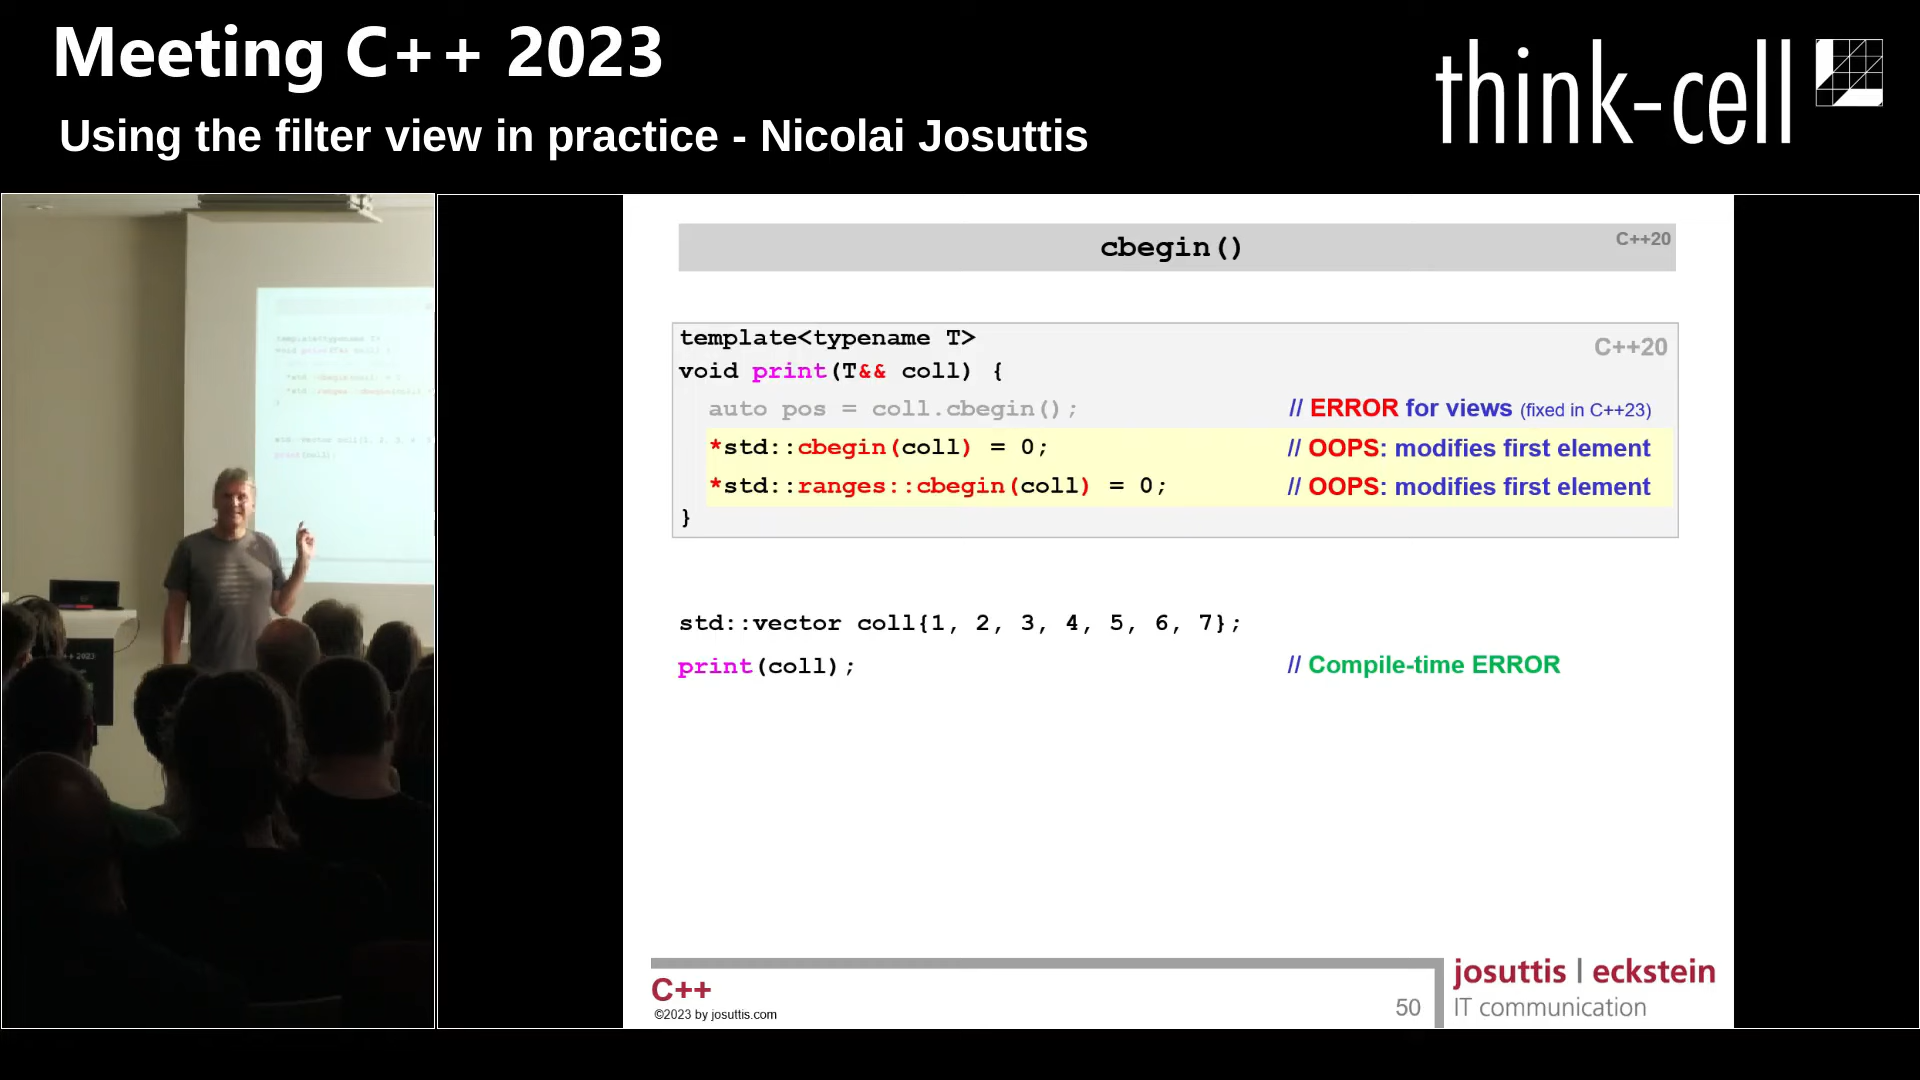 Meeting C++ 2023
think-cell
Using the filter view in practice - Nicolai Josuttis
cbegin()
C++20
template<typename T>
C++20
void print(T&& coll) {
auto pos = coll.cbegin(); // ERROR for views (fixed in C++23)
*std::cbegin(coll) = 0; // OOPS: modifies first element
*std::ranges::cbegin(coll) = 0; // OOPS: modifies first element
}
std::vector coll{1, 2, 3, 4, 5, 6, 7};
print(coll); // Compile-time ERROR
C++
©2023 by josuttis.com
50
josuttis | eckstein
IT communication